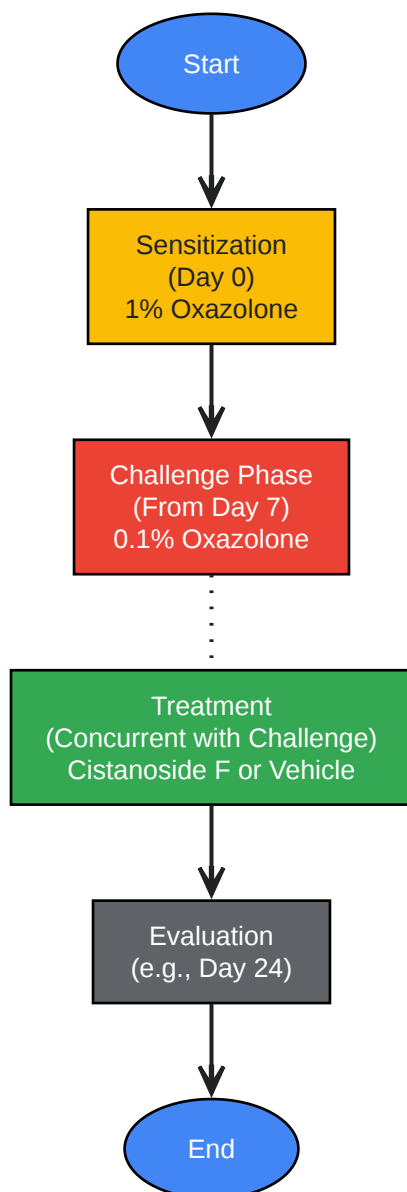 Start
Sensitization
(Day 0)
1% Oxazolone
Challenge Phase
(From Day 7)
0.1% Oxazolone
Treatment
(Concurrent with Challenge)
Cistanoside F or Vehicle
Evaluation
(e.g., Day 24)
End